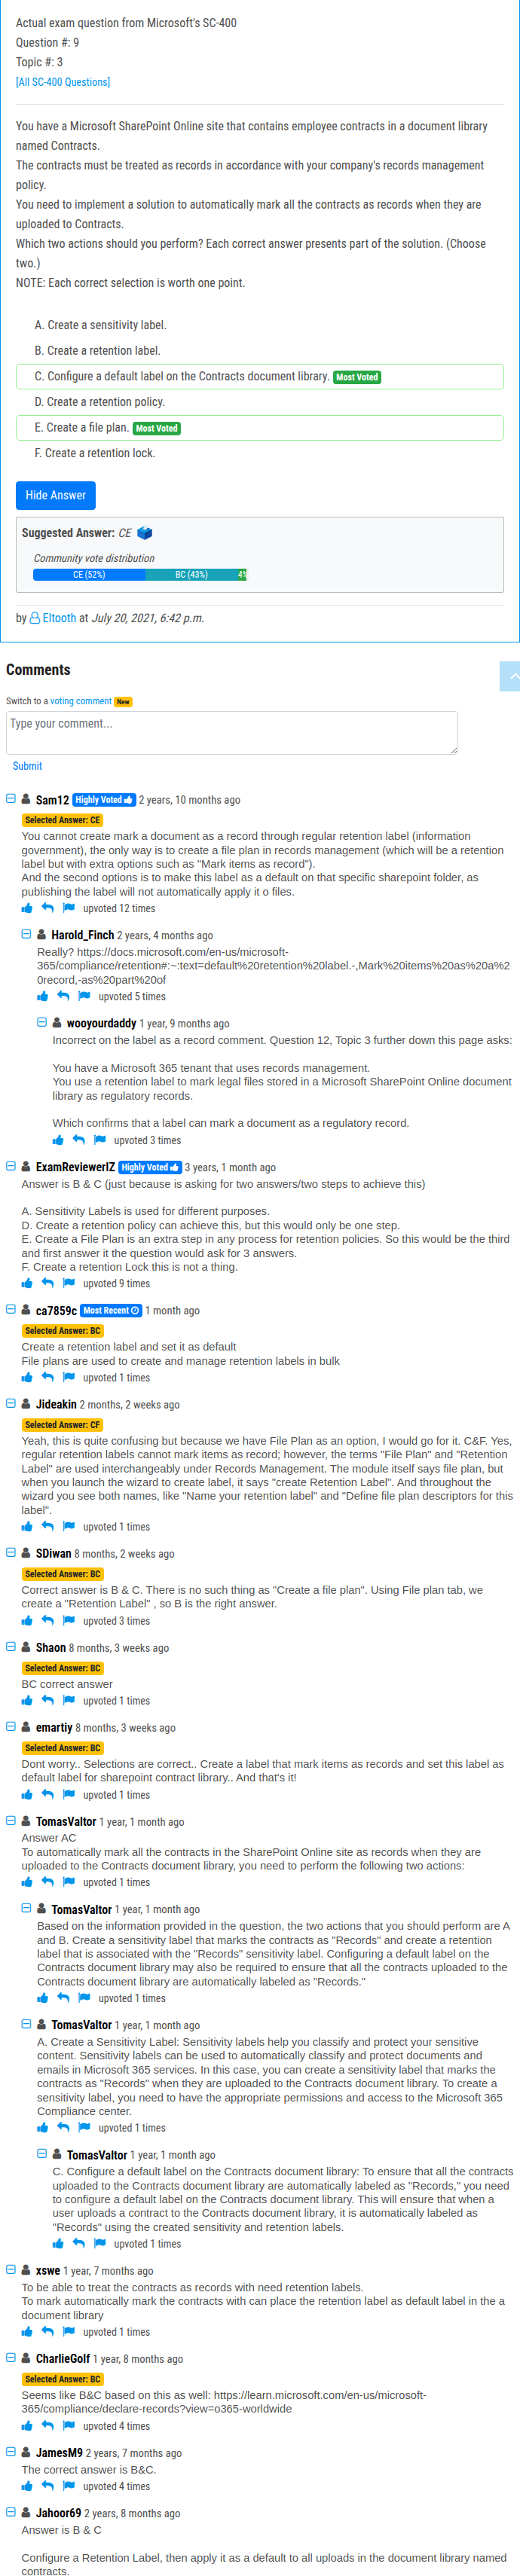 Actual exam question from Microsoft's SC-400
Question #: 9
Topic #: 3
[All SC-400 Questions]
You have a Microsoft SharePoint Online site that contains employee contracts in a document library
named Contracts.
The contracts must be treated as records in accordance with your company's records management
policy.
You need to implement a solution to automatically mark all the contracts as records when they are
uploaded to Contracts.
Which two actions should you perform? Each correct answer presents part of the solution. (Choose
two.)
NOTE: Each correct selection is worth one point.
A. Create a sensitivity label.
B. Create a retention label.
C. Configure a default label on the Contracts document library. Most Voted
D. Create a retention policy.
E. Create a file plan. Most Voted
F. Create a retention lock.
Hide Answer
Suggested Answer: CE
Community vote distribution
CE (52%) BC (43%) 4%
by Eltooth at July 20, 2021, 6:42 p.m.
Comments
Switch to a voting comment New
Type your comment...
Submit
Sam12 Highly Voted 2 years, 10 months ago
Selected Answer: CE
You cannot create mark a document as a record through regular retention label (information
government), the only way is to create a file plan in records management (which will be a retention
label but with extra options such as "Mark items as record").
And the second options is to make this label as a default on that specific sharepoint folder, as
publishing the label will not automatically apply it o files.
upvoted 12 times
Harold_Finch 2 years, 4 months ago
Really? https://docs.microsoft.com/en-us/microsoft-
365/compliance/retention#:~:text=default%20retention%20label.-,Mark%20items%20as%20a%2
0record,-as%20part%20of
upvoted 5 times
wooyourdaddy 1 year, 9 months ago
Incorrect on the label as a record comment. Question 12, Topic 3 further down this page asks:
You have a Microsoft 365 tenant that uses records management.
You use a retention label to mark legal files stored in a Microsoft SharePoint Online document
library as regulatory records.
Which confirms that a label can mark a document as a regulatory record.
upvoted 3 times
ExamReviewerIZ Highly Voted 3 years, 1 month ago
Answer is B & C (just because is asking for two answers/two steps to achieve this)
A. Sensitivity Labels is used for different purposes.
D. Create a retention policy can achieve this, but this would only be one step.
E. Create a File Plan is an extra step in any process for retention policies. So this would be the third
and first answer it the question would ask for 3 answers.
F. Create a retention Lock this is not a thing.
upvoted 9 times
ca7859c Most Recent 1 month ago
Selected Answer: BC
Create a retention label and set it as default
File plans are used to create and manage retention labels in bulk
upvoted 1 times
Jideakin 2 months, 2 weeks ago
Selected Answer: CF
Yeah, this is quite confusing but because we have File Plan as an option, I would go for it. C&F. Yes,
regular retention labels cannot mark items as record; however, the terms "File Plan" and "Retention
Label" are used interchangeably under Records Management. The module itself says file plan, but
when you launch the wizard to create label, it says "create Retention Label". And throughout the
wizard you see both names, like "Name your retention label" and "Define file plan descriptors for this
label".
upvoted 1 times
SDiwan 8 months, 2 weeks ago
Selected Answer: BC
Correct answer is B & C. There is no such thing as "Create a file plan". Using File plan tab, we
create a "Retention Label" , so B is the right answer.
upvoted 3 times
Shaon 8 months, 3 weeks ago
Selected Answer: BC
BC correct answer
upvoted 1 times
emartiy 8 months, 3 weeks ago
Selected Answer: BC
Dont worry.. Selections are correct.. Create a label that mark items as records and set this label as
default label for sharepoint contract library.. And that's it!
upvoted 1 times
TomasValtor 1 year, 1 month ago
Answer AC
To automatically mark all the contracts in the SharePoint Online site as records when they are
uploaded to the Contracts document library, you need to perform the following two actions:
upvoted 1 times
TomasValtor 1 year, 1 month ago
Based on the information provided in the question, the two actions that you should perform are A
and B. Create a sensitivity label that marks the contracts as "Records" and create a retention
label that is associated with the "Records" sensitivity label. Configuring a default label on the
Contracts document library may also be required to ensure that all the contracts uploaded to the
Contracts document library are automatically labeled as "Records."
upvoted 1 times
TomasValtor 1 year, 1 month ago
A. Create a Sensitivity Label: Sensitivity labels help you classify and protect your sensitive
content. Sensitivity labels can be used to automatically classify and protect documents and
emails in Microsoft 365 services. In this case, you can create a sensitivity label that marks the
contracts as "Records" when they are uploaded to the Contracts document library. To create a
sensitivity label, you need to have the appropriate permissions and access to the Microsoft 365
Compliance center.
upvoted 1 times
TomasValtor 1 year, 1 month ago
C. Configure a default label on the Contracts document library: To ensure that all the contracts
uploaded to the Contracts document library are automatically labeled as "Records," you need
to configure a default label on the Contracts document library. This will ensure that when a
user uploads a contract to the Contracts document library, it is automatically labeled as
"Records" using the created sensitivity and retention labels.
upvoted 1 times
xswe 1 year, 7 months ago
To be able to treat the contracts as records with need retention labels.
To mark automatically mark the contracts with can place the retention label as default label in the a
document library
upvoted 1 times
CharlieGolf 1 year, 8 months ago
Selected Answer: BC
Seems like B&C based on this as well: https://learn.microsoft.com/en-us/microsoft-
365/compliance/declare-records?view=o365-worldwide
upvoted 4 times
JamesM9 2 years, 7 months ago
The correct answer is B&C.
upvoted 4 times
Jahoor69 2 years, 8 months ago
Answer is B & C
Configure a Retention Label, then apply it as a default to all uploads in the document library named
contracts.